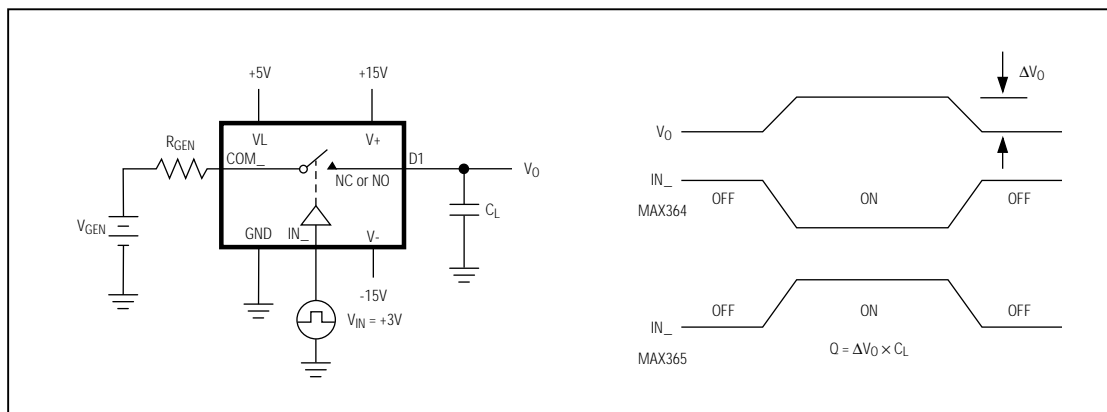 +5V
+15V
R_GEN
VL
V+
COM_
D1
V_O
NC or NO
C_L
V_GEN
GND
IN_
V-
-15V
V_IN = +3V
ΔV_O
V_O
IN_
MAX364
OFF
ON
OFF
IN_
MAX365
OFF
ON
OFF
Q = ΔV_O × C_L